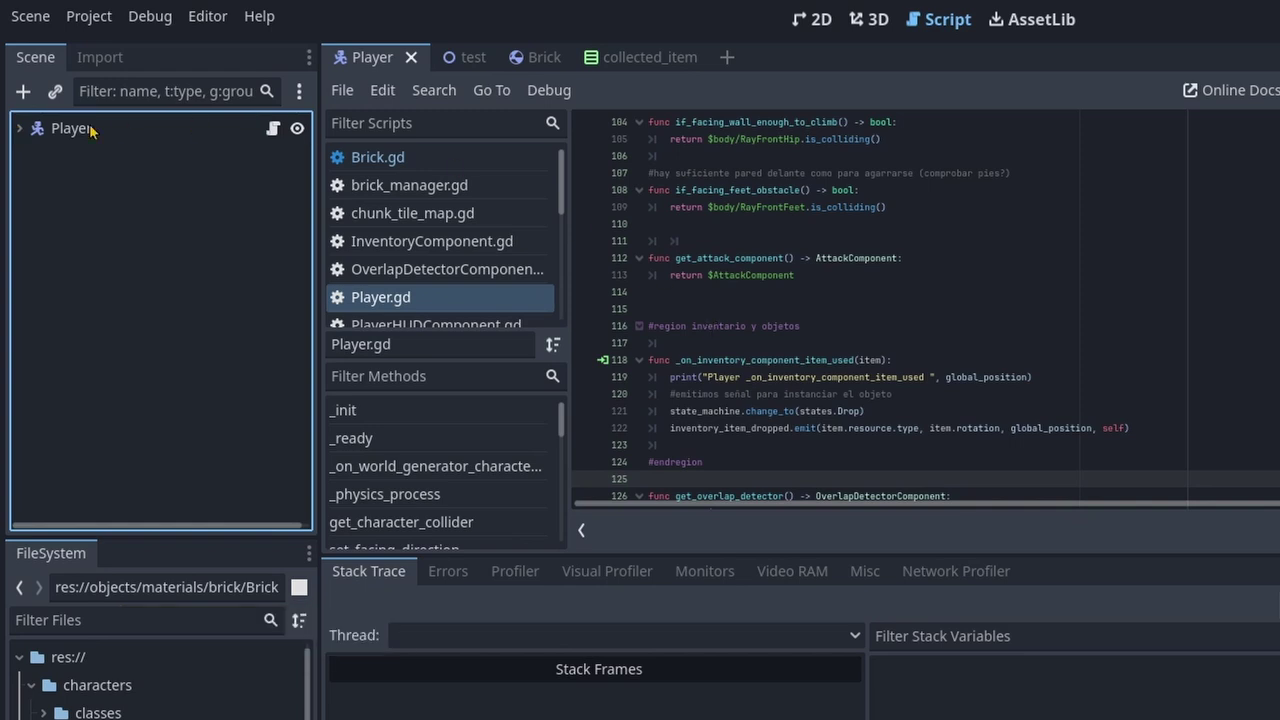 Scene Project Debug Editor Help
2D 3D Script AssetLib
Scene Import
Player test Brick collected_item
Filter: name, t:type, g:grou
File Edit Search Go To Debug
Online Docs
Player
Filter Scripts
Brick.gd
brick_manager.gd
chunk_tile_map.gd
InventoryComponent.gd
OverlapDetectorComponen...
Player.gd
PlayerHUDComponent.gd
Player.gd
Filter Methods
_init
_ready
_on_world_generator_characte...
_physics_process
get_character_collider
set_facing_direction
104 func if_facing_wall_enough_to_climb() -> bool:
105 return $body/RayFrontHip.is_colliding()
106
107 #hay suficiente pared delante como para agarrarse (comprobar pies?)
108 func if_facing_feet_obstacle() -> bool:
109 return $body/RayFrontFeet.is_colliding()
110
111
112 func get_attack_component() -> AttackComponent:
113 return $AttackComponent
114
115
116 #region inventario y objetos
117
118 func _on_inventory_component_item_used(item):
119 print("Player _on_inventory_component_item_used ", global_position)
120 #emitimos señal para instanciar el objeto
121 state_machine.change_to(states.Drop)
122 inventory_item_dropped.emit(item.resource.type, item.rotation, global_position, self)
123
124 #endregion
125
126 func get_overlap_detector() -> OverlapDetectorComponent:
FileSystem
res://objects/materials/brick/Brick
Filter Files
res://
characters
classes
Stack Trace Errors Profiler Visual Profiler Monitors Video RAM Misc Network Profiler
Thread:
Filter Stack Variables
Stack Frames